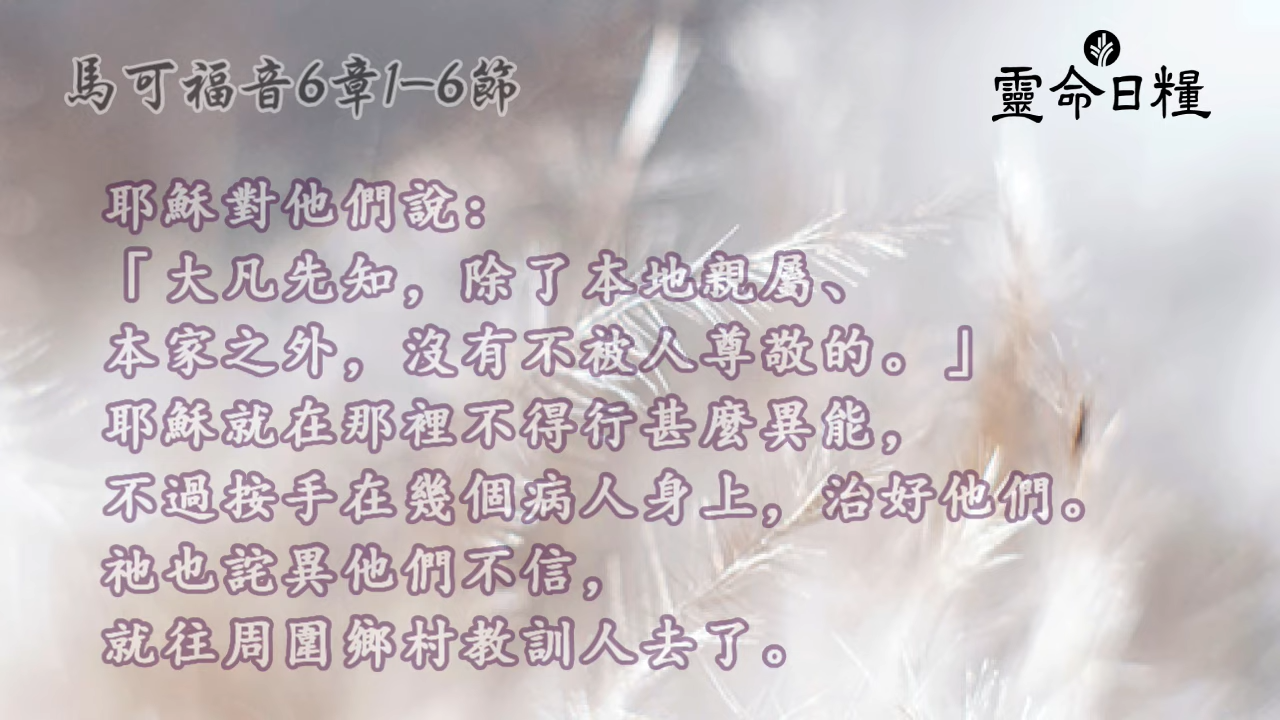 馬可福音6章1-6節
靈命日糧
耶穌對他們說:
「大凡先知，除了本地親屬、
本家之外，沒有不被人尊敬的。」
耶穌就在那裡不得行甚麼異能，
不過按手在幾個病人身上，治好他們。
祂也詫異他們不信，
就往周圍鄉村教訓人去了。